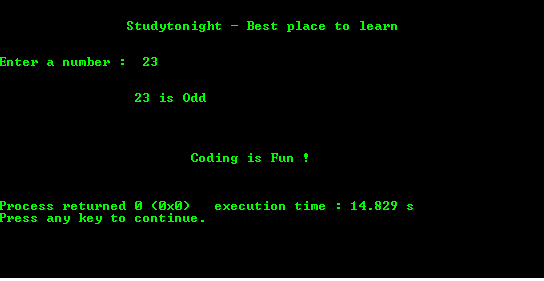 Studytonight - Best place to learn
Enter a number :  23
23 is Odd
Coding is Fun !
Process returned 0 (0x0)   execution time : 14.829 s
Press any key to continue.